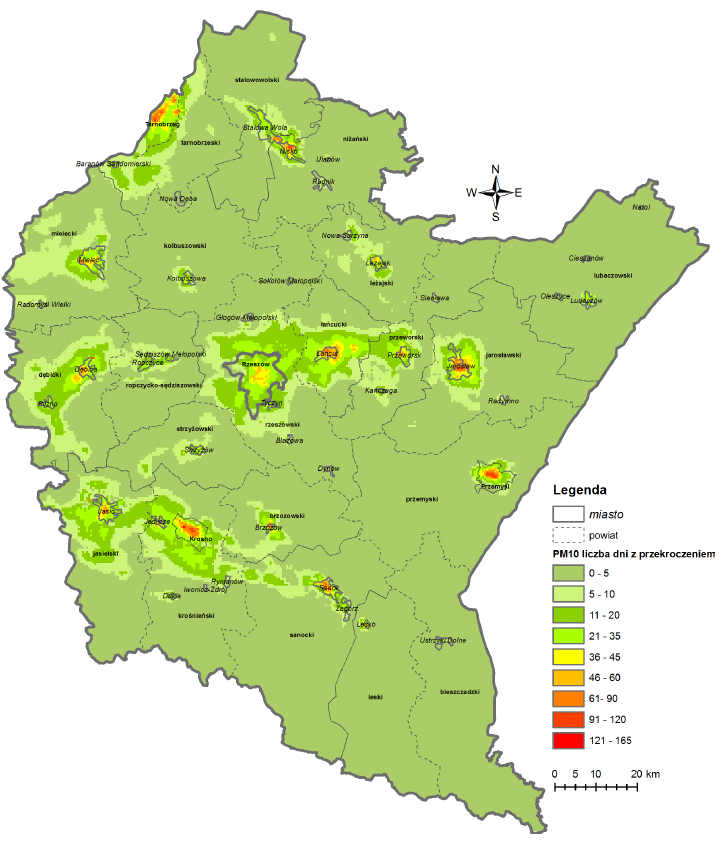 stalowowolski
Tarnobrzeg
Stalowa Wola
niżański
tarnobrzeski
Nisko
Ulanów
Baranów Sandomierski
Rudnik
N
W E
S
Nowa Dęba
Narol
mielecki
Nowa Sarzyna
kolbuszowski
Cieszanów
Mielec
Leżajsk
lubaczowski
Kolbuszowa
Sokołów Małopolski
leżajski
Radomyśl Wielki
Sieniawa
Oleszyce
Lubaczów
Głogów Małopolski
łańcucki
przeworski
Sędziszów Małopolski
Łańcut
Przeworsk
jarosławski
Ropczyce
Rzeszów
Jarosław
dębicki
Dębica
ropczycko-sędziszowski
Kańczuga
Pilzno
Tyczyn
Radymno
strzyżowski
rzeszowski
Błażowa
Strzyżów
Dynów
Przemyśl
przemyski
Legenda
miasto
powiat
PM10 liczba dni z przekroczeniem
0 - 5
5 - 10
11 - 20
21 - 35
36 - 45
46 - 60
61- 90
91 - 120
121 - 165
0 5 10 20 km
Jasło
Jedlicze
brzozowski
Brzozów
Krosno
jasielski
Rymanów
Iwonicz-Zdrój
Dukla
Sanok
Zagórz
krośnieński
Lesko
sanocki
Ustrzyki Dolne
leski
bieszczadzki